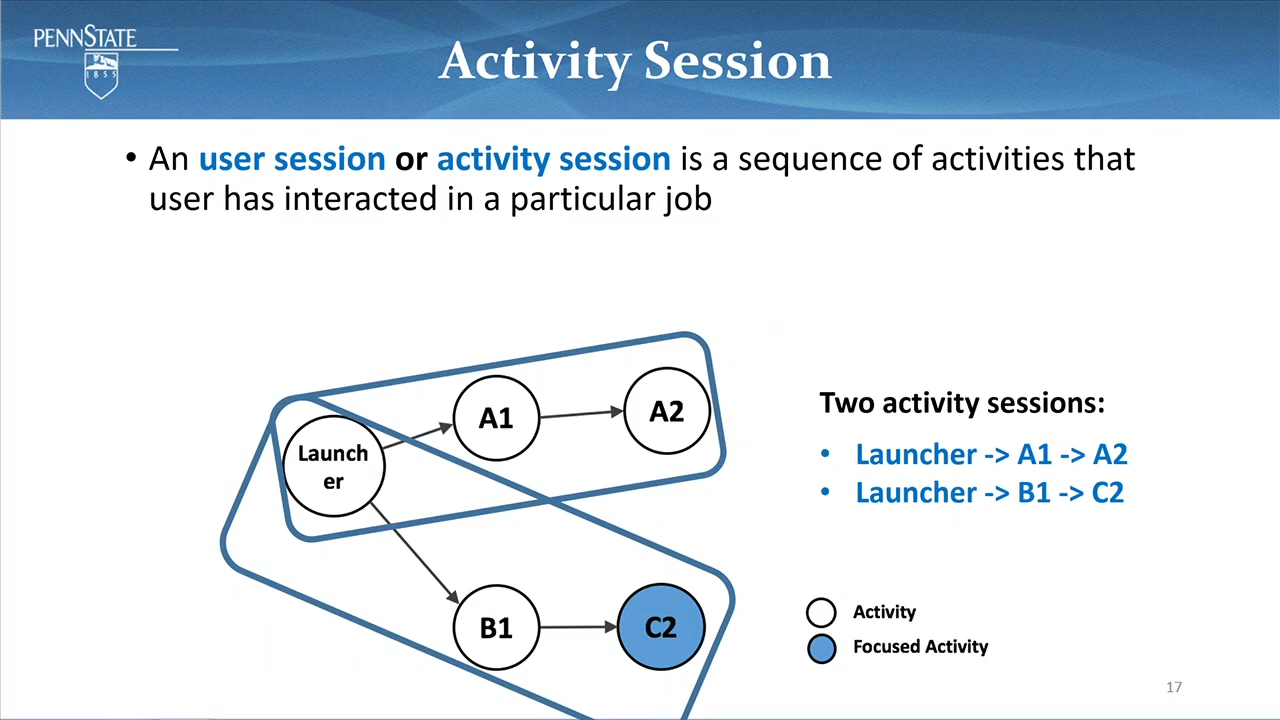 PENNSTATE
1855
Activity Session
• An user session or activity session is a sequence of activities that
user has interacted in a particular job
Launch
er
A1
A2
B1
C2
Two activity sessions:
• Launcher -> A1 -> A2
• Launcher -> B1 -> C2
Activity
Focused Activity
17